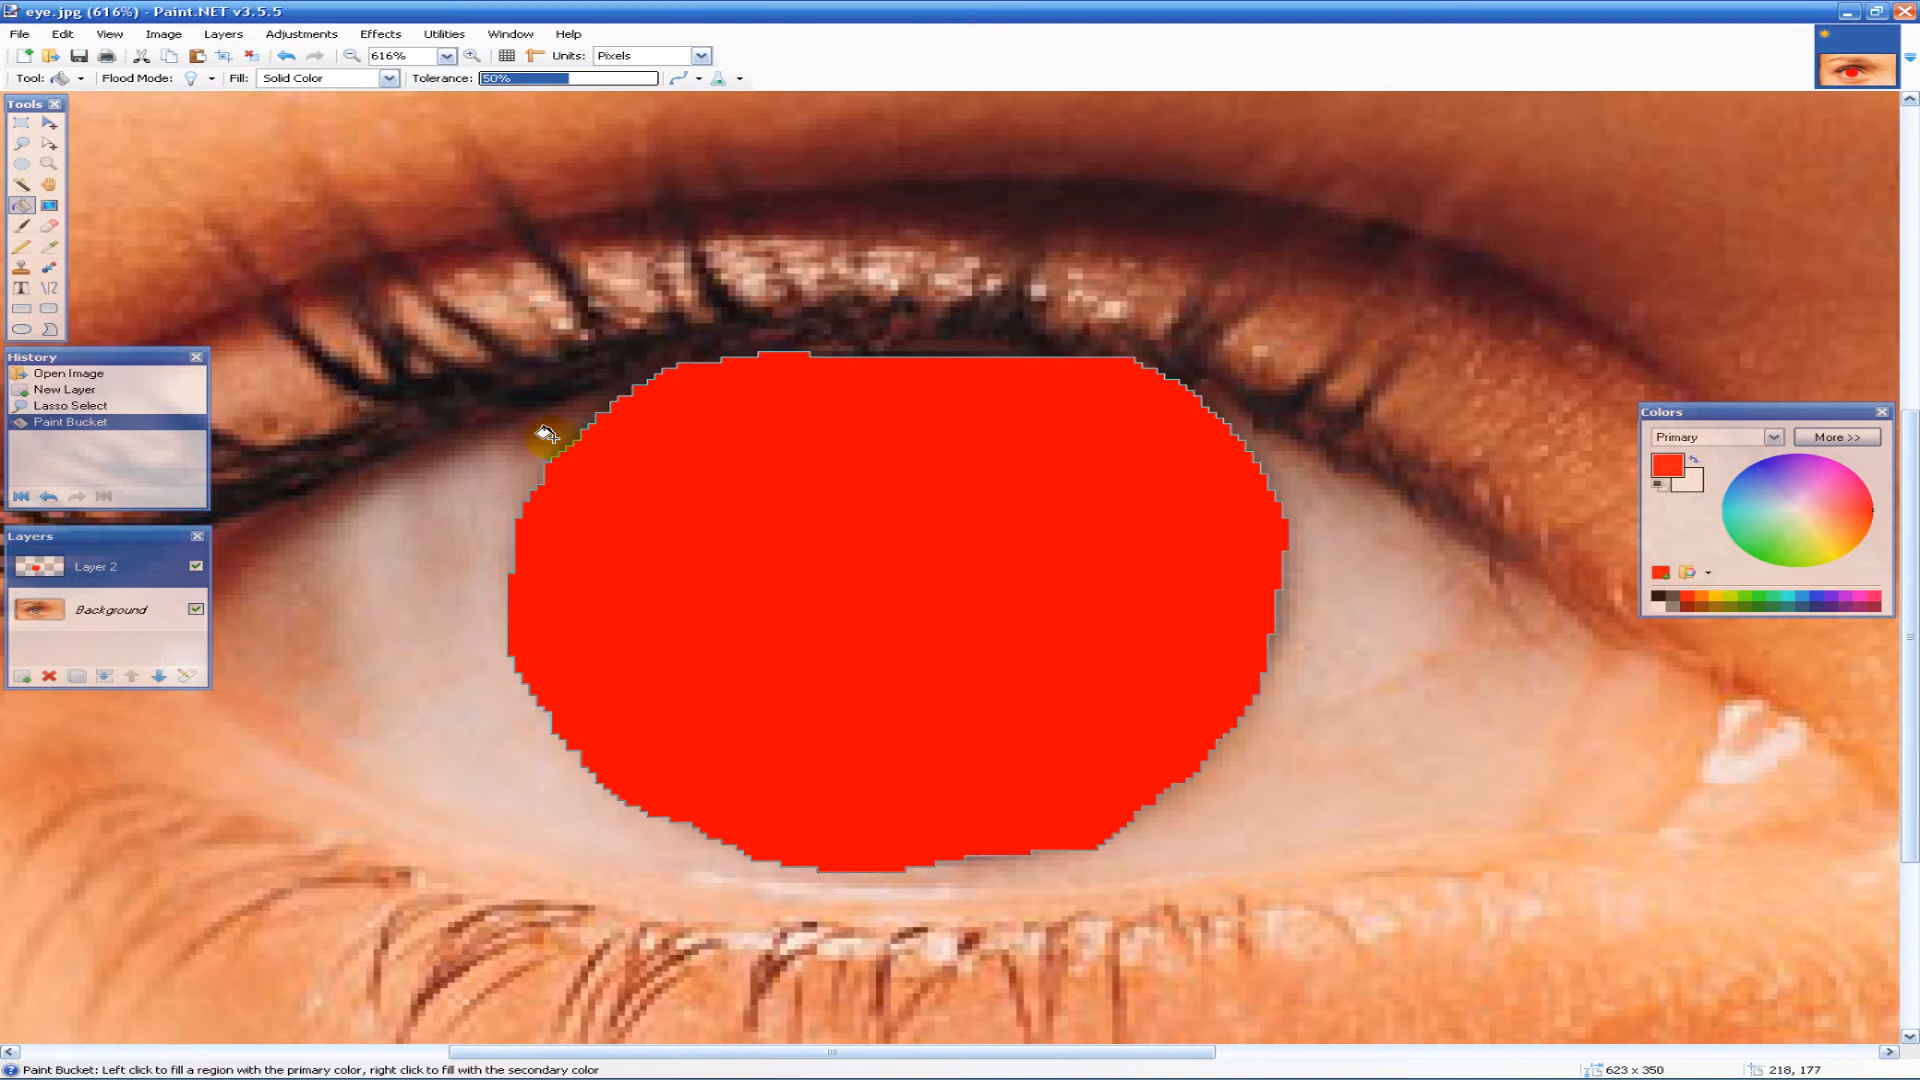 eye.jpg (616%) - Paint.NET v3.5.5
File Edit View Image Layers Adjustments Effects Utilities Window Help
616% Units: Pixels
Tool: Flood Mode: Fill: Solid Color Tolerance: 50%
Tools
History
Open Image
New Layer
Lasso Select
Paint Bucket
Layers
Layer 2
Background
Colors
Primary More >>
Paint Bucket: Left click to fill a region with the primary color, right click to fill with the secondary color 623 x 350 218, 177